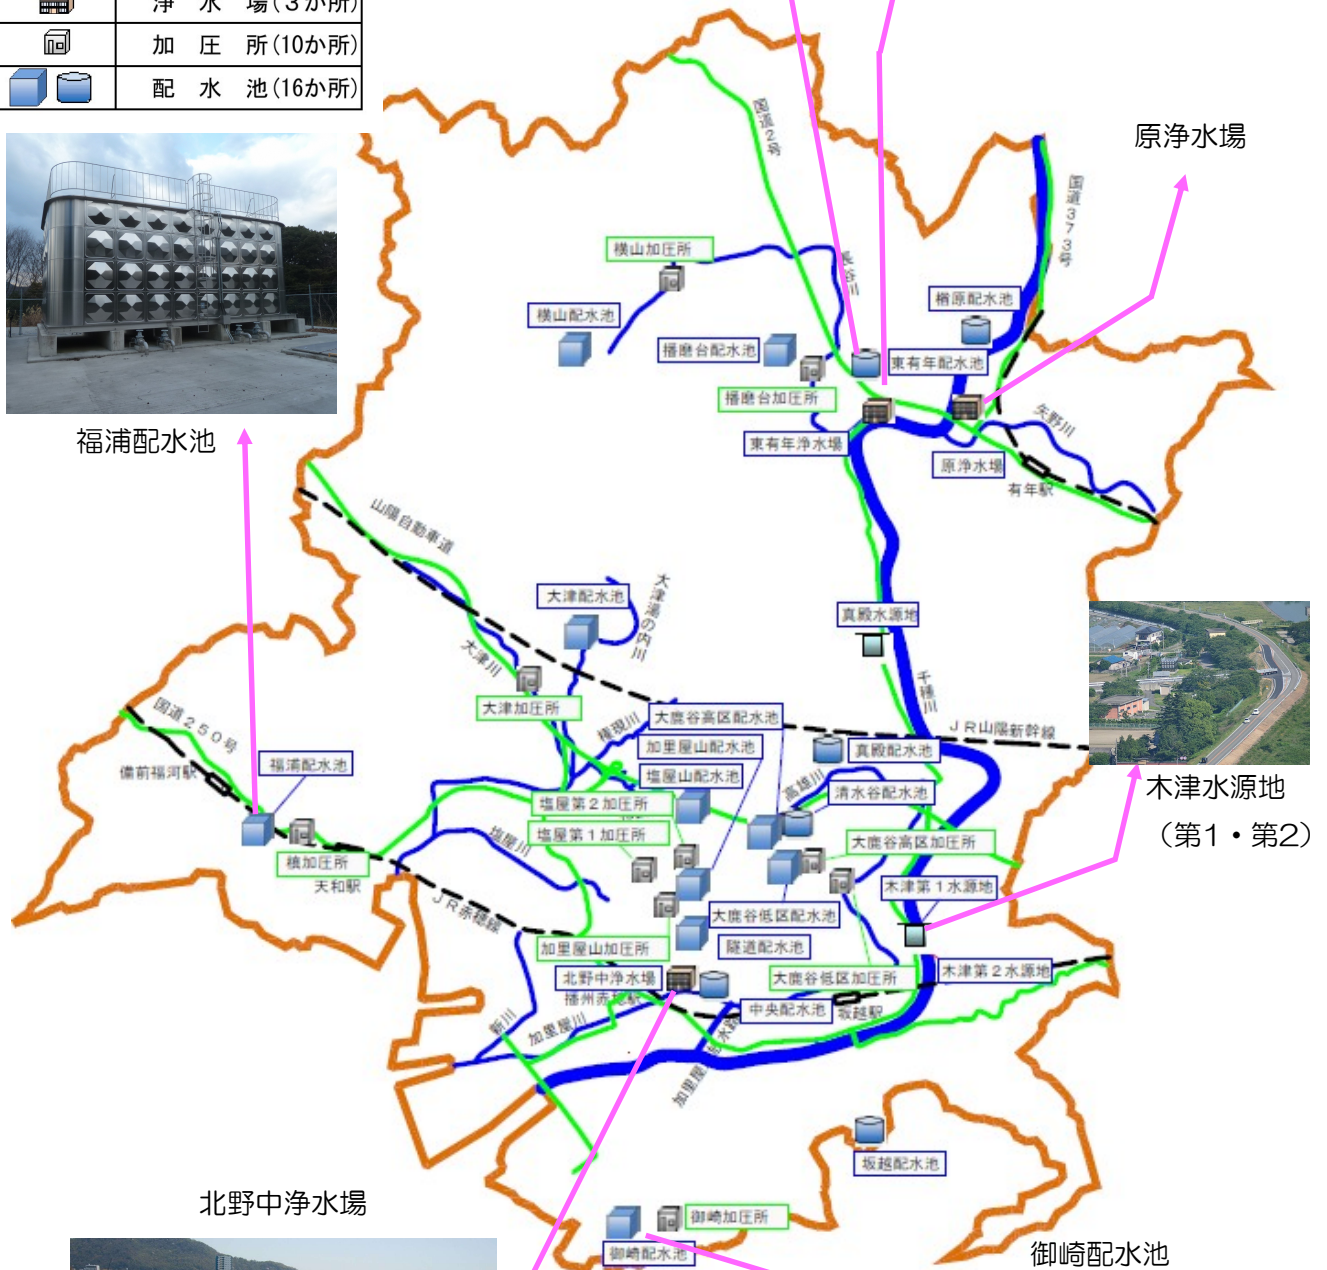 浄水場(3か所)
加圧所(10か所)
配水池(16か所)
国道2号
原浄水場
国道373号
横山加圧所
長谷川
楢原配水池
横山配水池
播磨台配水池
東有年配水池
播磨台加圧所
矢野川
東有年浄水場
福浦配水池
原浄水場
有年駅
山陽自動車道
大津配水池
大津湯の内川
真殿水源地
大津川
千種川
大津加圧所
権現川
大鹿谷高区配水池
JR山陽新幹線
国道250号
加里屋山配水池
真殿配水池
備前福河駅
福浦配水池
塩屋山配水池
高雄川
清水谷配水池
木津水源地
(第1・第2)
塩屋第2加圧所
塩屋第1加圧所
塩屋川
大鹿谷高区加圧所
槙加圧所
天和駅
木津第1水源地
JR赤穂線
大鹿谷低区配水池
加里屋山加圧所
隧道配水池
北野中浄水場
大鹿谷低区加圧所
木津第2水源地
播州赤穂駅
中央配水池
坂越駅
新川
加里屋川
坂越配水池
北野中浄水場
御崎加圧所
御崎配水池
御崎配水池